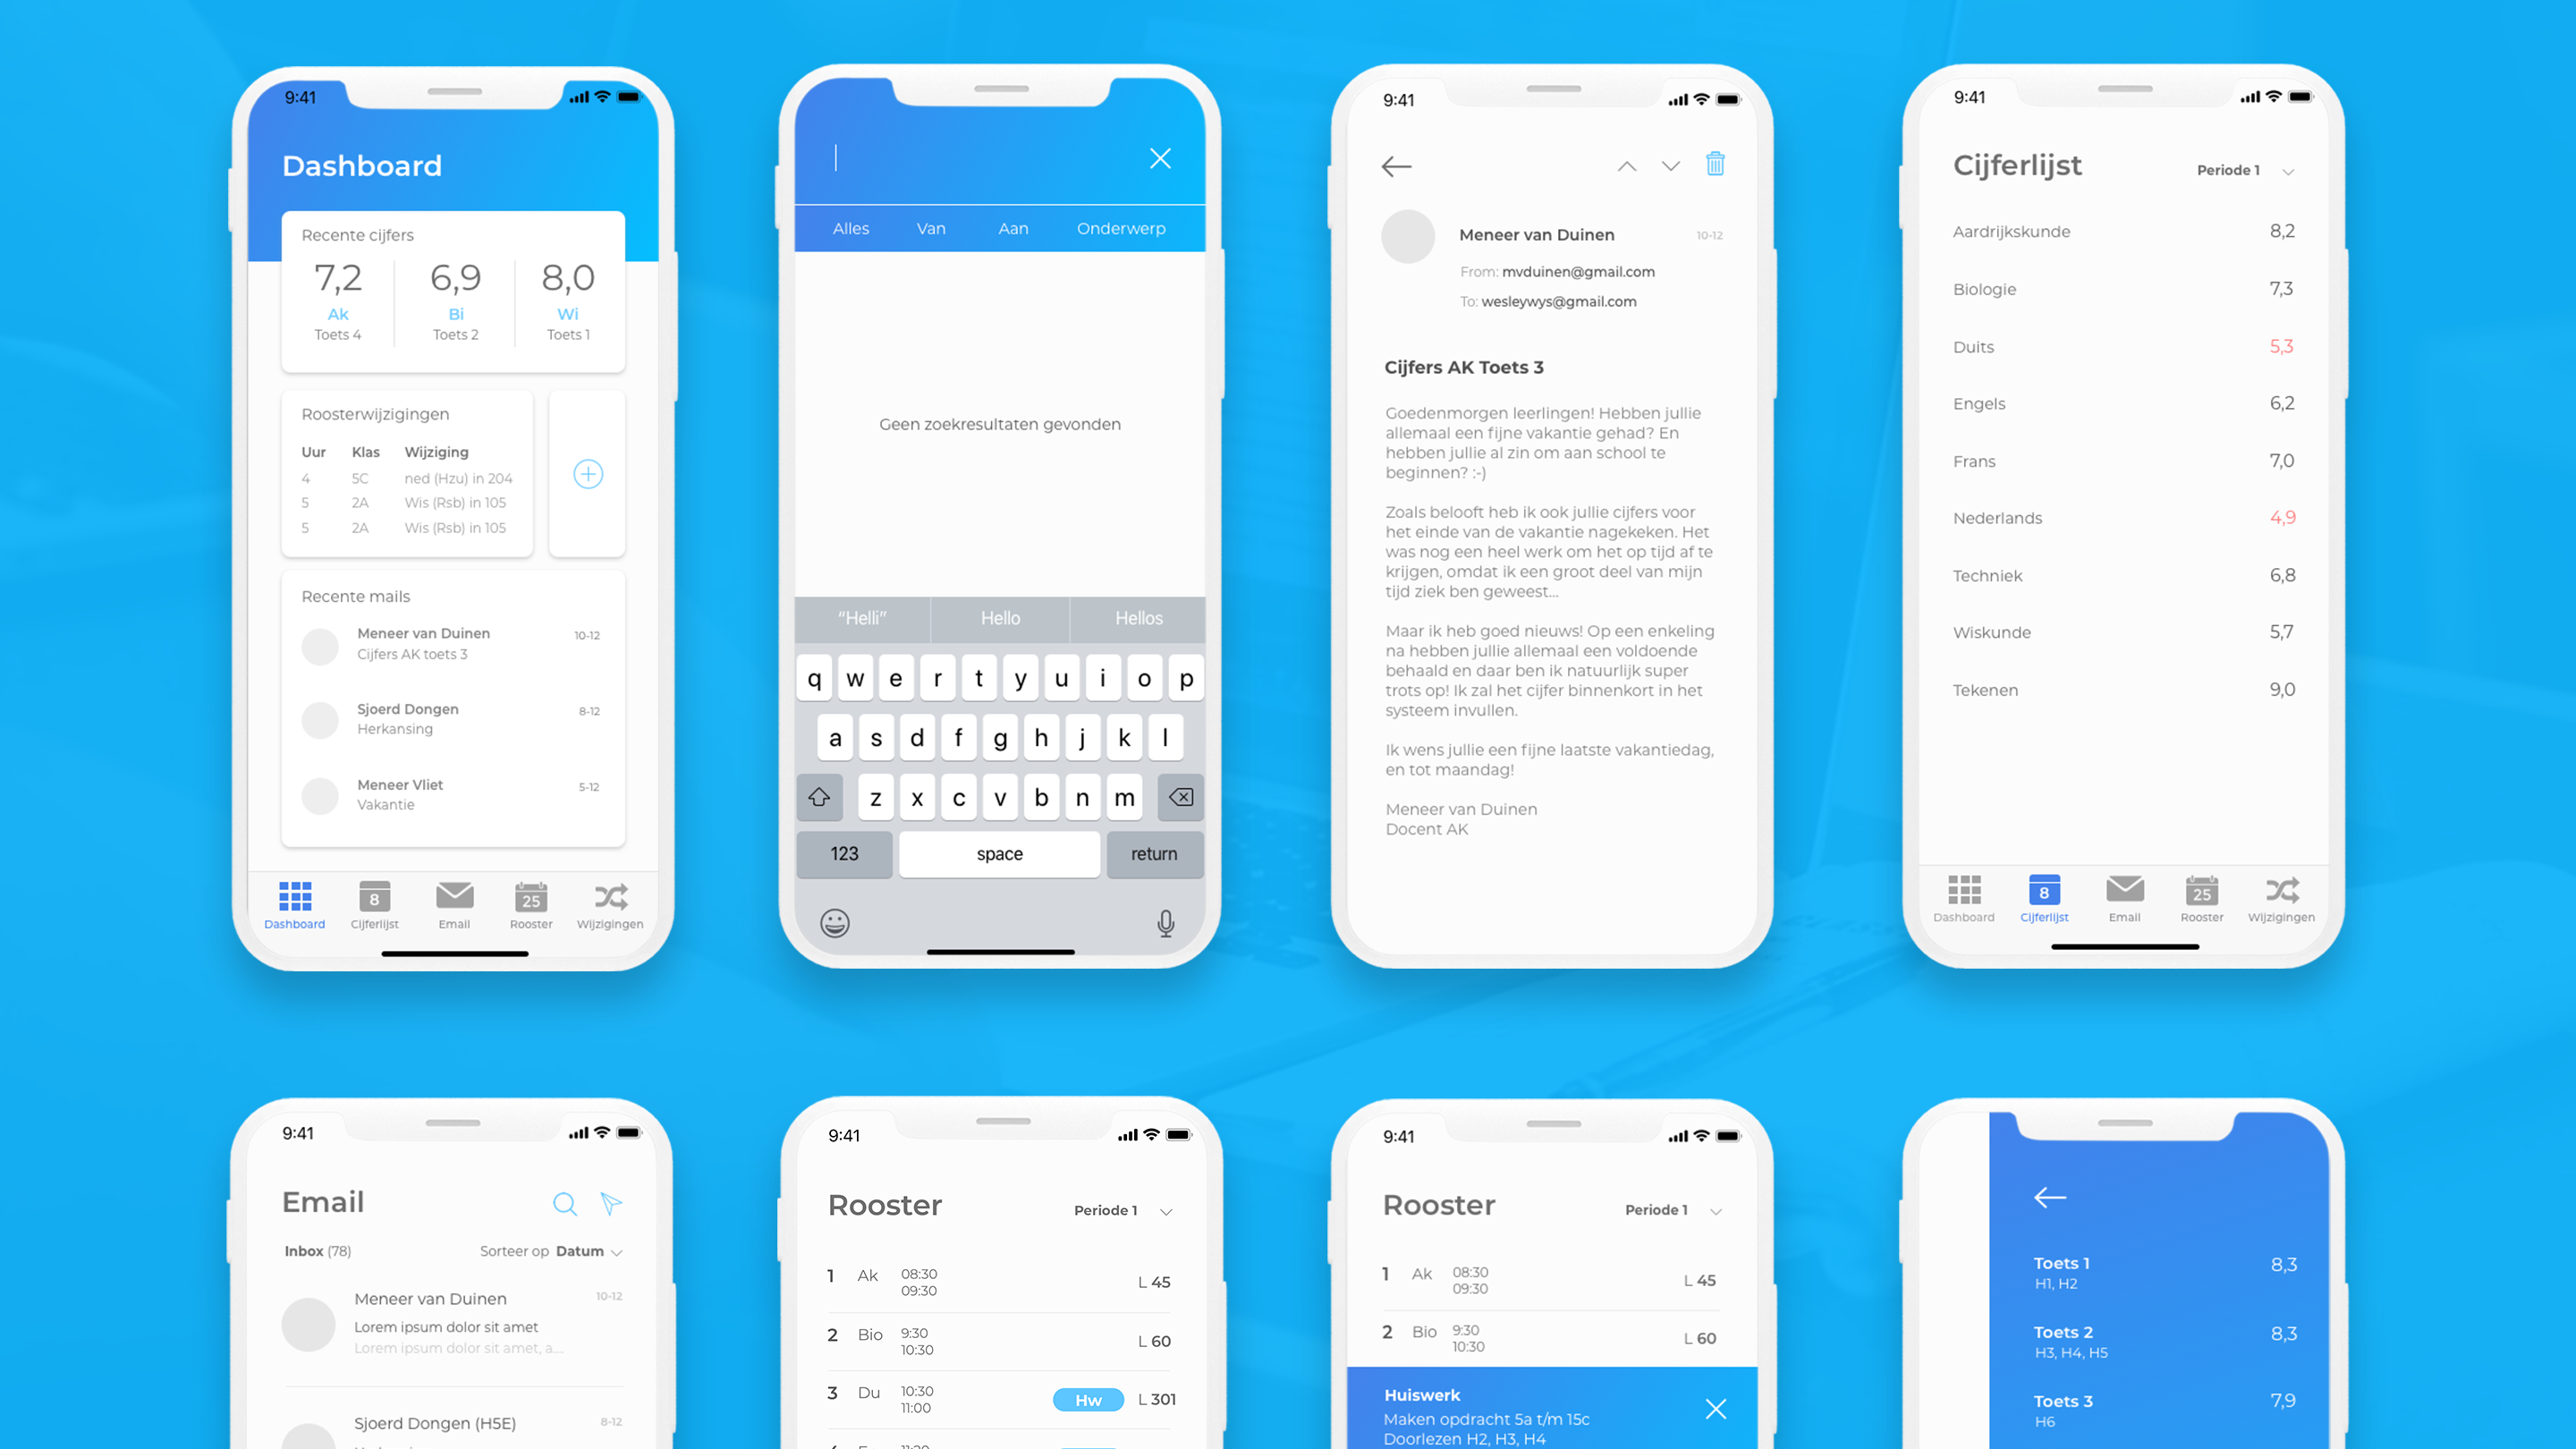 9:41
Dashboard
Recente cijfers
7,2 6,9 8,0
Ak Bi Wi
Toets 4 Toets 2 Toets 1
Roosterwijzigingen
Uur Klas Wijziging
4 5C ned (Hzu) in 204
5 2A Wis (Rsb) in 105
5 2A Wis (Rsb) in 105
Recente mails
Meneer van Duinen 10-12
Cijfers AK toets 3
Sjoerd Dongen 8-12
Herkansing
Meneer Vliet 5-12
Vakantie
8 25
Dashboard Cijferlijst Email Rooster Wijzigingen
Alles Van Aan Onderwerp
Geen zoekresultaten gevonden
“Helli” Hello Hellos
q w e r t y u i o p
a s d f g h j k l
z x c v b n m
123 space return
9:41
Meneer van Duinen 10-12
From: mvduinen@gmail.com
To: wesleywys@gmail.com
Cijfers AK Toets 3
Goedenmorgen leerlingen! Hebben jullie
allemaal een fijne vakantie gehad? En
hebben jullie al zin om aan school te
beginnen? :-)
Zoals belooft heb ik ook jullie cijfers voor
het einde van de vakantie nagekeken. Het
was nog een heel werk om het op tijd af te
krijgen, omdat ik een groot deel van mijn
tijd ziek ben geweest...
Maar ik heb goed nieuws! Op een enkeling
na hebben jullie allemaal een voldoende
behaald en daar ben ik natuurlijk super
trots op! Ik zal het cijfer binnenkort in het
systeem invullen.
Ik wens jullie een fijne laatste vakantiedag,
en tot maandag!
Meneer van Duinen
Docent AK
9:41
Cijferlijst Periode 1
Aardrijkskunde 8,2
Biologie 7,3
Duits 5,3
Engels 6,2
Frans 7,0
Nederlands 4,9
Techniek 6,8
Wiskunde 5,7
Tekenen 9,0
8 25
Dashboard Cijferlijst Email Rooster Wijzigingen
9:41
Email
Inbox (78) Sorteer op Datum
Meneer van Duinen 10-12
Lorem ipsum dolor sit amet
Lorem ipsum dolor sit amet, a...
Sjoerd Dongen (H5E) 8-12
9:41
Rooster Periode 1
1 Ak 08:30 L 45
09:30
2 Bio 9:30 L 60
10:30
3 Du 10:30 Hw L 301
11:00
9:41
Rooster Periode 1
1 Ak 08:30 L 45
09:30
2 Bio 9:30 L 60
10:30
Huiswerk
Maken opdracht 5a t/m 15c
Doorlezen H2, H3, H4
Toets 1 8,3
H1, H2
Toets 2 8,3
H3, H4, H5
Toets 3 7,9
H6